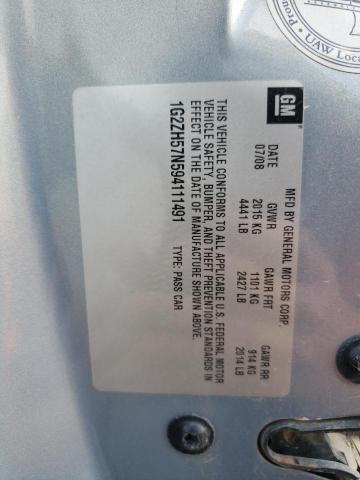 GM
MFD BY GENERAL MOTORS CORP.
DATE GVWR GAWR FRT GAWR RR
07/08 2015 KG 1101 KG 914 KG
4441 LB 2427 LB 2014 LB
THIS VEHICLE CONFORMS TO ALL APPLICABLE U.S. FEDERAL MOTOR
VEHICLE SAFETY, BUMPER, AND THEFT PREVENTION STANDARDS IN
EFFECT ON THE DATE OF MANUFACTURE SHOWN ABOVE.
1G2ZH57N594111491 TYPE: PASS CAR
UAW Loca